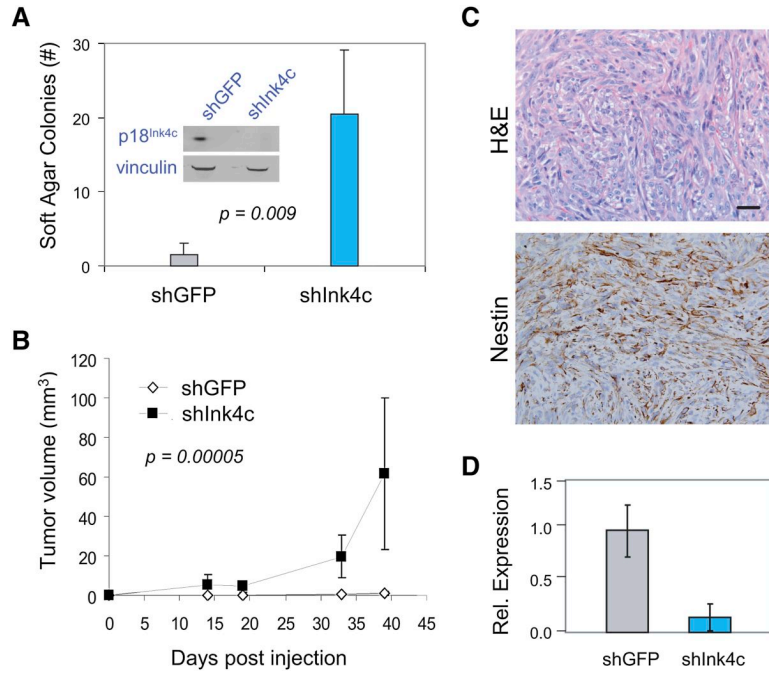 A
Soft Agar Colonies (#)
30
20
10
0
shGFP
shInk4c
p18Ink4c
vinculin
p = 0.009
shGFP shInk4c
B
Tumor volume (mm3)
120
100
80
60
40
20
0
shGFP
shInk4c
p = 0.00005
0 5 10 15 20 25 30 35 40 45
Days post injection
C
H&E
Nestin
D
Rel. Expression
1.5
1.0
0.5
0.0
shGFP shInk4c